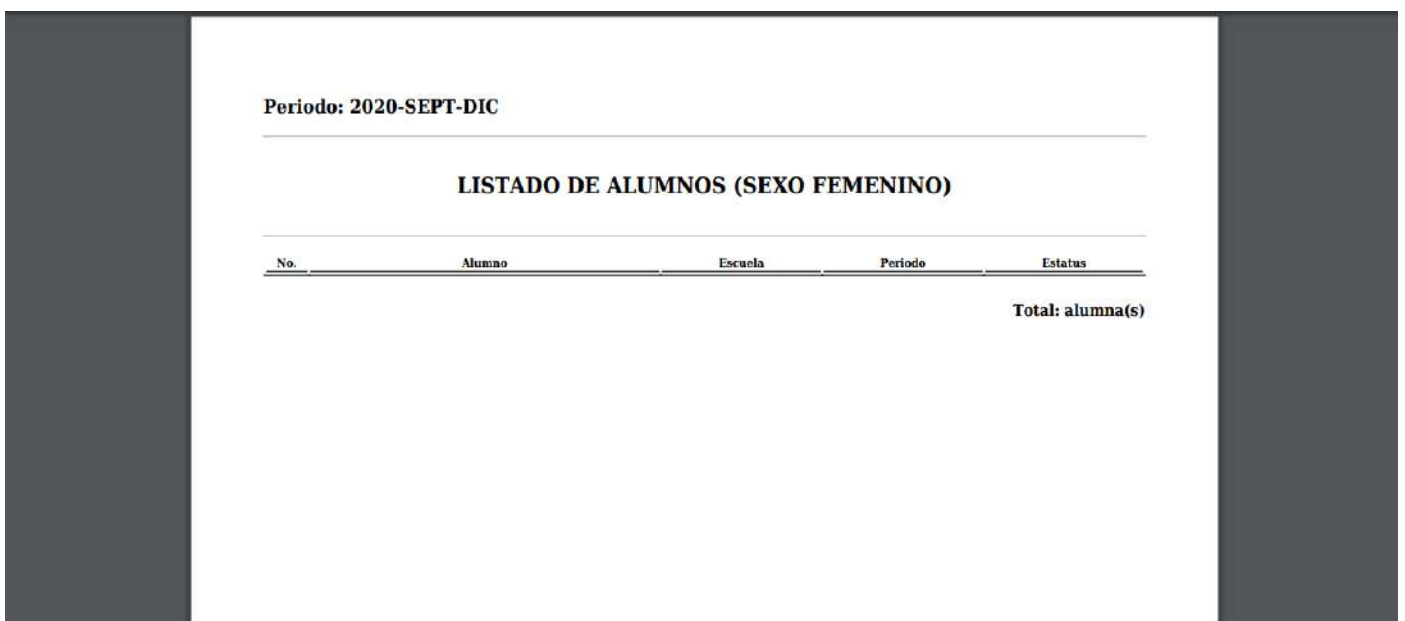 Periodo: 2020-SEPT-DIC
LISTADO DE ALUMNOS (SEXO FEMENINO)
No. Alumno Escuela Periodo Estatus
Total: alumna(s)